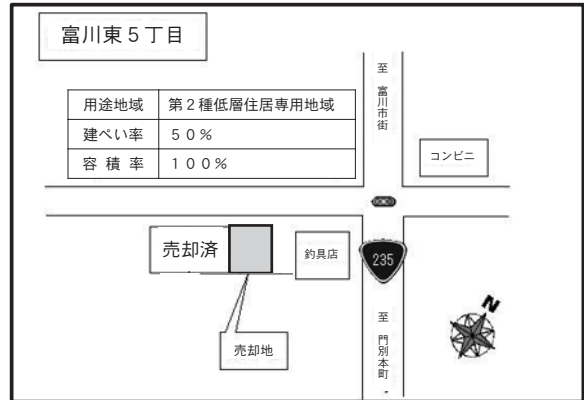 富川東５丁目
用途地域 第２種低層住居専用地域
建ぺい率 ５０％
容積率 １００％
至 富川市街
コンビニ
売却済
釣具店
235
売却地
至 門別本町
N